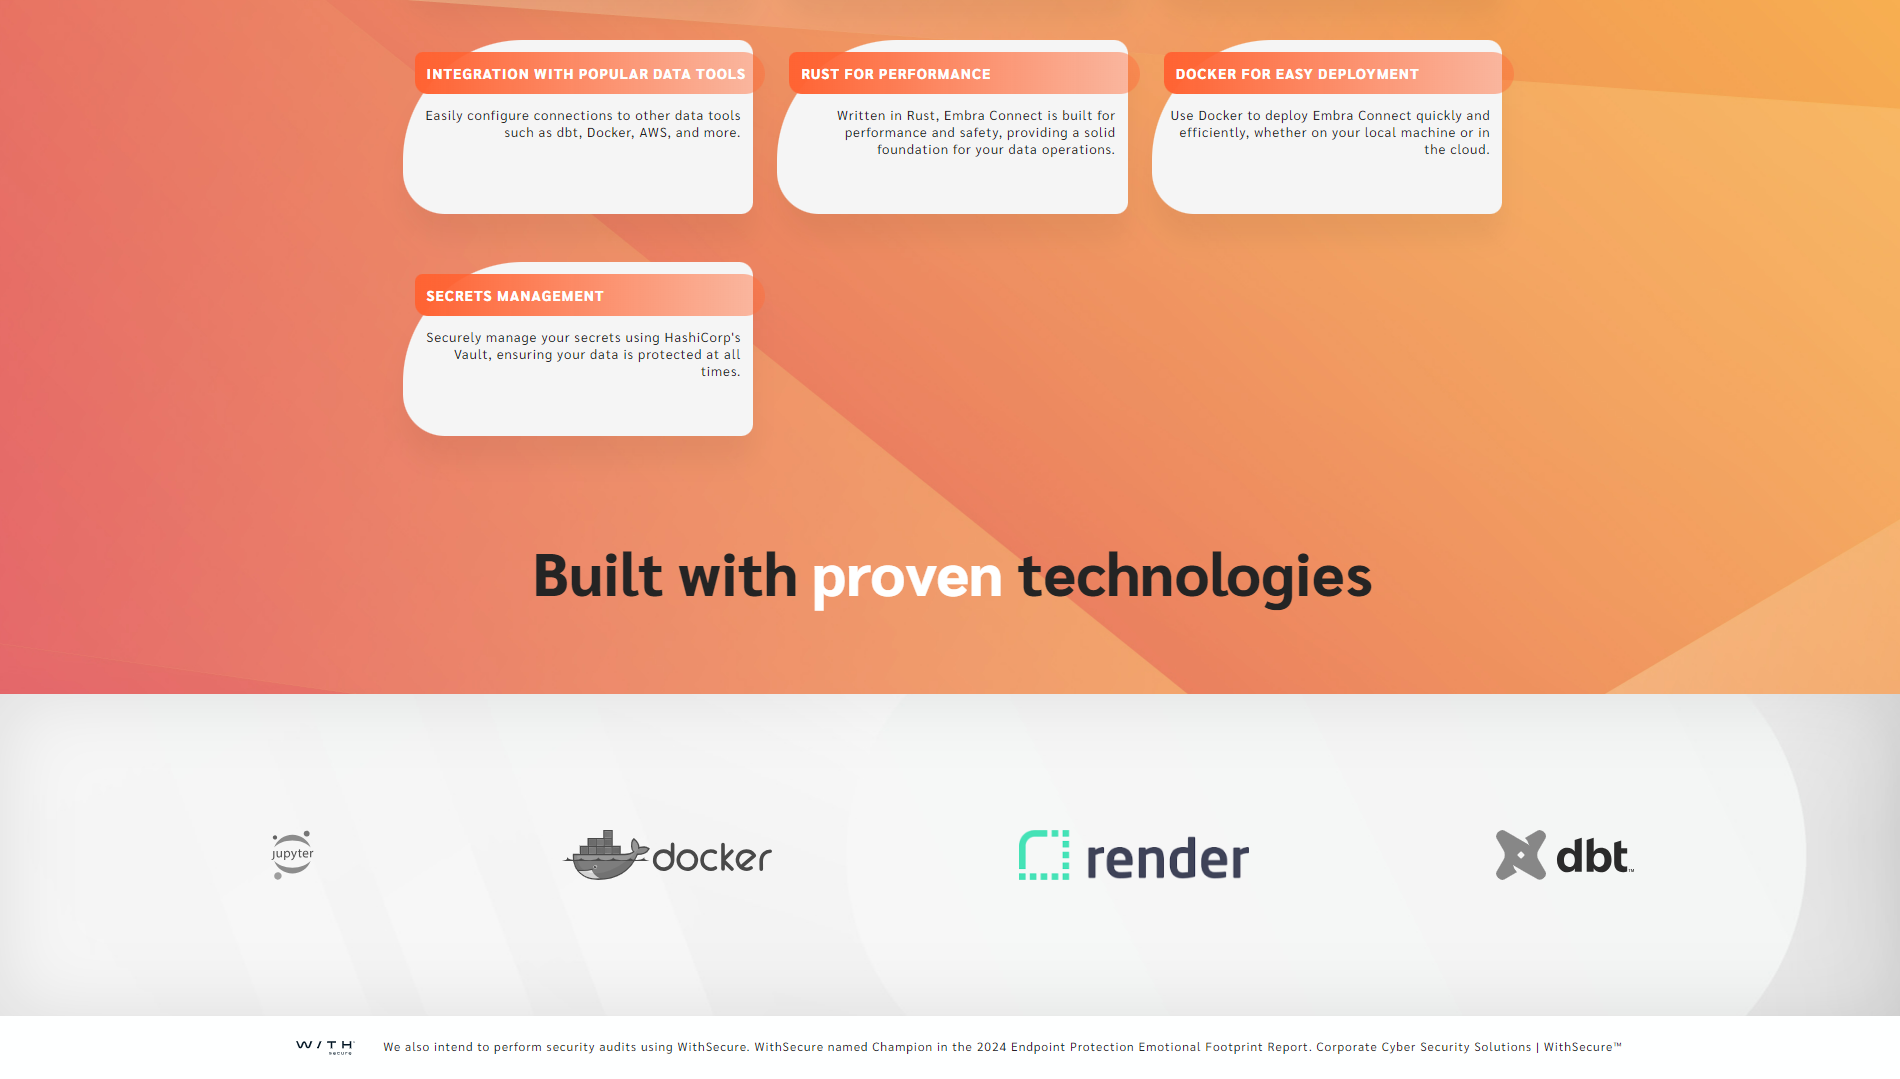 INTEGRATION WITH POPULAR DATA TOOLS
Easily configure connections to other data tools
such as dbt, Docker, AWS, and more.
RUST FOR PERFORMANCE
Written in Rust, Embra Connect is built for
performance and safety, providing a solid
foundation for your data operations.
DOCKER FOR EASY DEPLOYMENT
Use Docker to deploy Embra Connect quickly and
efficiently, whether on your local machine or in
the cloud.
SECRETS MANAGEMENT
Securely manage your secrets using HashiCorp's
Vault, ensuring your data is protected at all
times.
Built with proven technologies
jupyter
docker
render
dbt™
W/TH
secure
We also intend to perform security audits using WithSecure. WithSecure named Champion in the 2024 Endpoint Protection Emotional Footprint Report. Corporate Cyber Security Solutions | WithSecure™